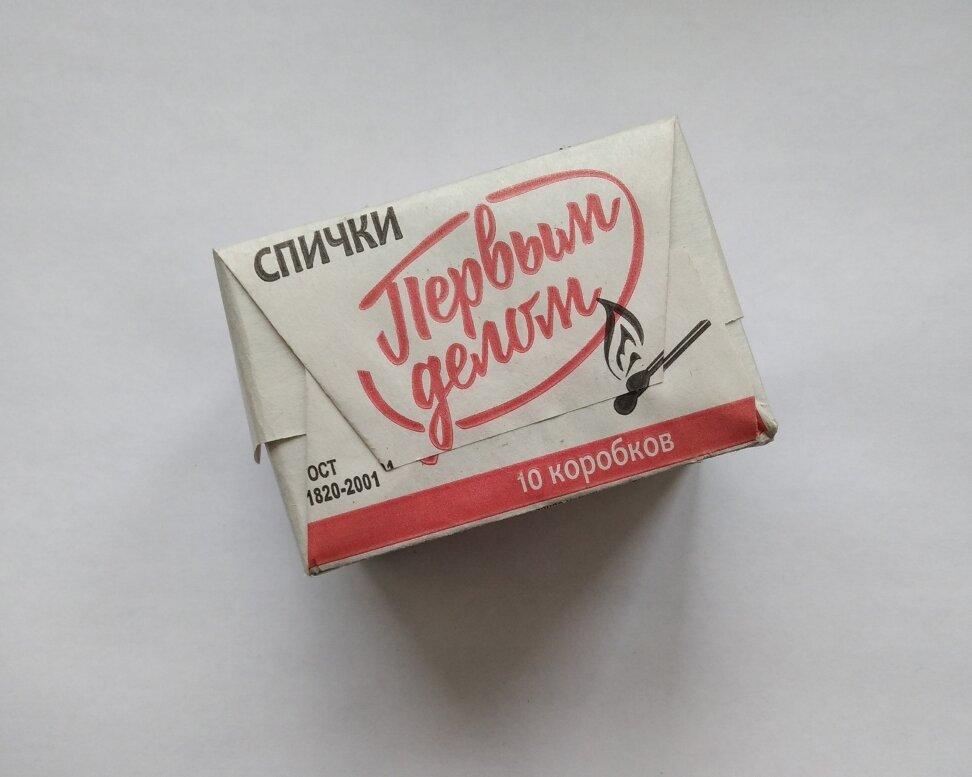 СПИЧКИ
Первым
делом
ОСТ
1820-2001
10 коробков